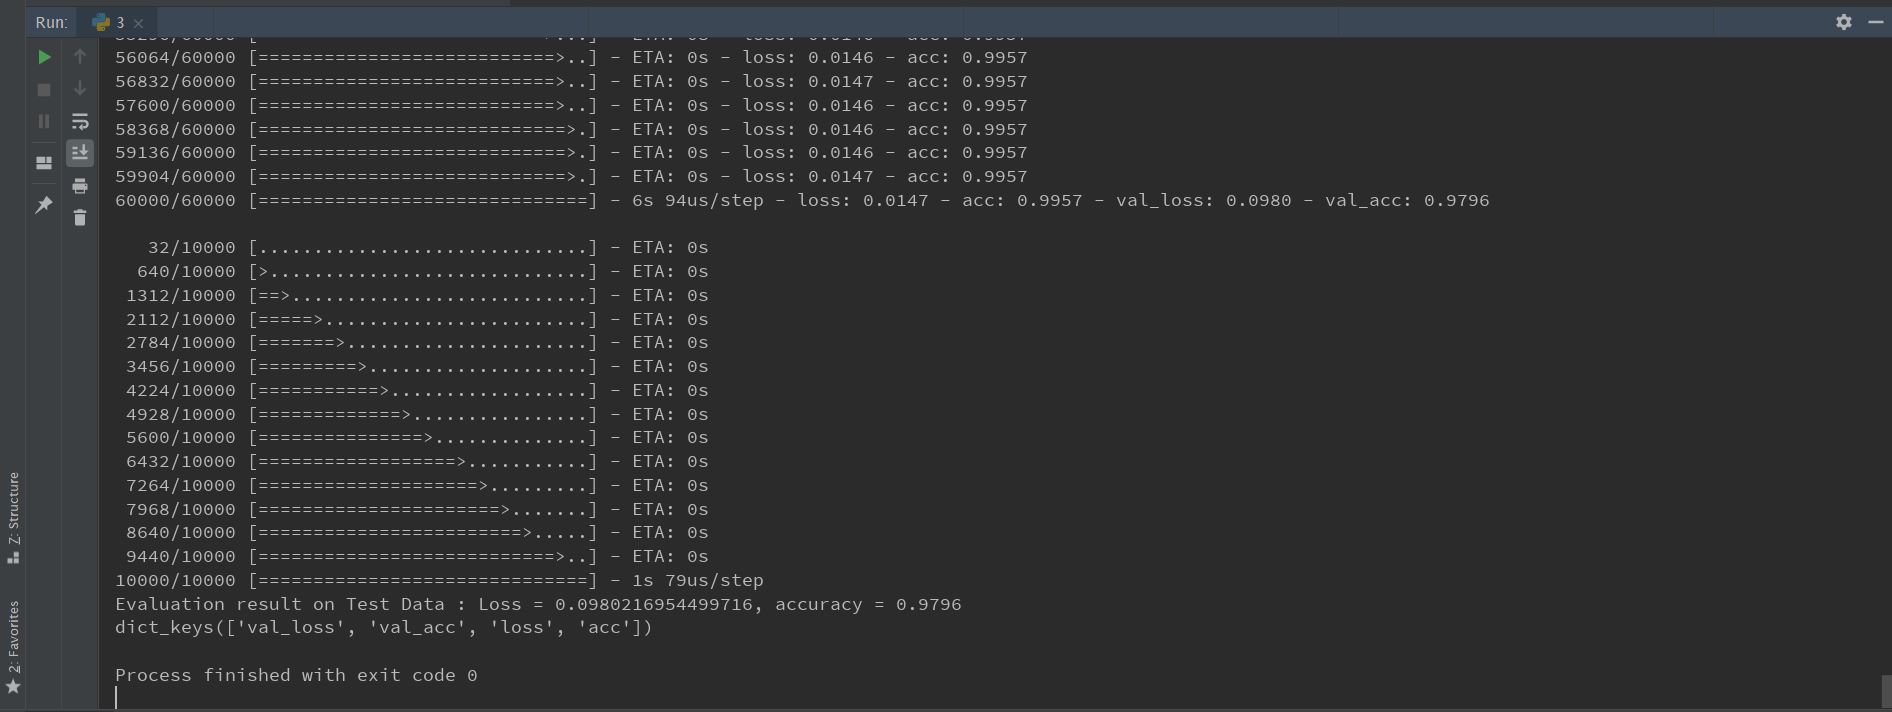 Run: 3
56064/60000 [===========================>..] - ETA: 0s - loss: 0.0146 - acc: 0.9957
56832/60000 [===========================>..] - ETA: 0s - loss: 0.0147 - acc: 0.9957
57600/60000 [===========================>..] - ETA: 0s - loss: 0.0146 - acc: 0.9957
58368/60000 [============================>.] - ETA: 0s - loss: 0.0146 - acc: 0.9957
59136/60000 [============================>.] - ETA: 0s - loss: 0.0146 - acc: 0.9957
59904/60000 [============================>.] - ETA: 0s - loss: 0.0147 - acc: 0.9957
60000/60000 [==============================] - 6s 94us/step - loss: 0.0147 - acc: 0.9957 - val_loss: 0.0980 - val_acc: 0.9796
32/10000 [..............................] - ETA: 0s
640/10000 [>.............................] - ETA: 0s
1312/10000 [==>...........................] - ETA: 0s
2112/10000 [=====>........................] - ETA: 0s
2784/10000 [=======>......................] - ETA: 0s
3456/10000 [=========>....................] - ETA: 0s
4224/10000 [===========>..................] - ETA: 0s
4928/10000 [=============>................] - ETA: 0s
5600/10000 [===============>..............] - ETA: 0s
6432/10000 [==================>...........] - ETA: 0s
7264/10000 [====================>.........] - ETA: 0s
7968/10000 [======================>.......] - ETA: 0s
8640/10000 [========================>.....] - ETA: 0s
9440/10000 [===========================>..] - ETA: 0s
10000/10000 [==============================] - 1s 79us/step
Evaluation result on Test Data : Loss = 0.0980216954499716, accuracy = 0.9796
dict_keys(['val_loss', 'val_acc', 'loss', 'acc'])
Process finished with exit code 0
7: Structure
2: Favorites